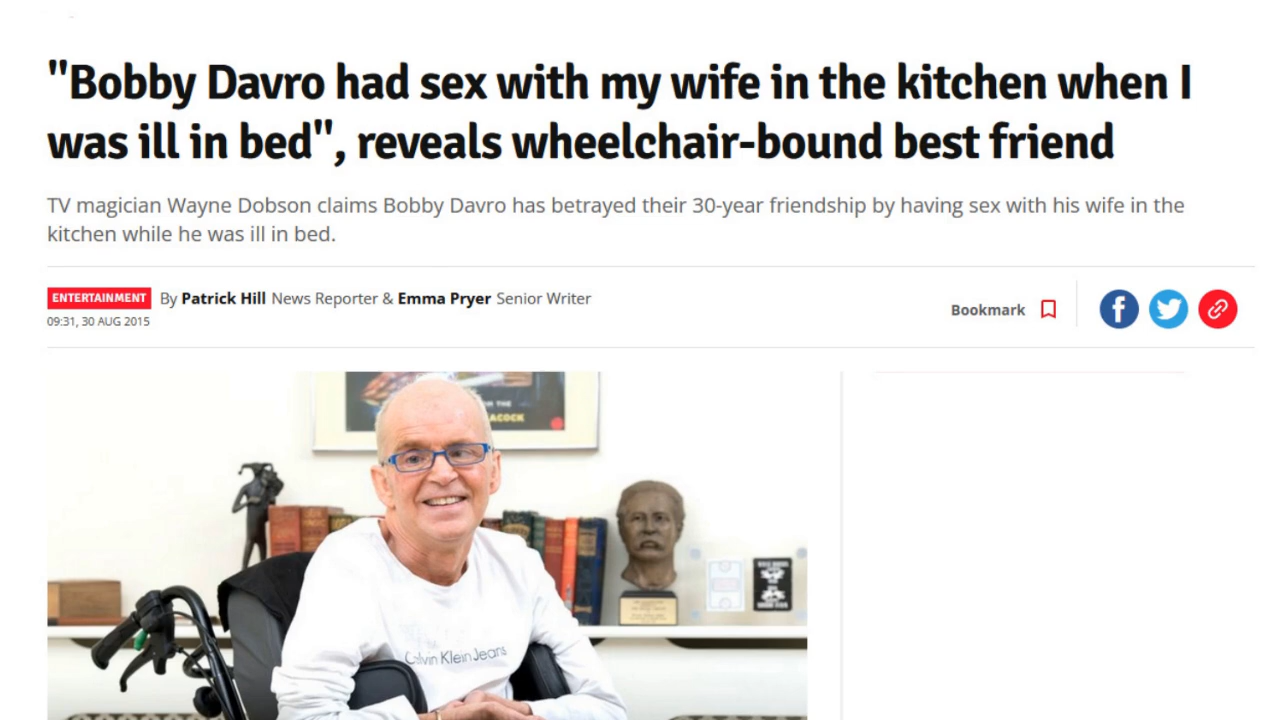 "Bobby Davro had sex with my wife in the kitchen when I
was ill in bed", reveals wheelchair-bound best friend
TV magician Wayne Dobson claims Bobby Davro has betrayed their 30-year friendship by having sex with his wife in the
kitchen while he was ill in bed.
ENTERTAINMENT By Patrick Hill News Reporter & Emma Pryer Senior Writer
09:31, 30 AUG 2015
Bookmark
THE
ACOCK
Calvin Klein Jeans